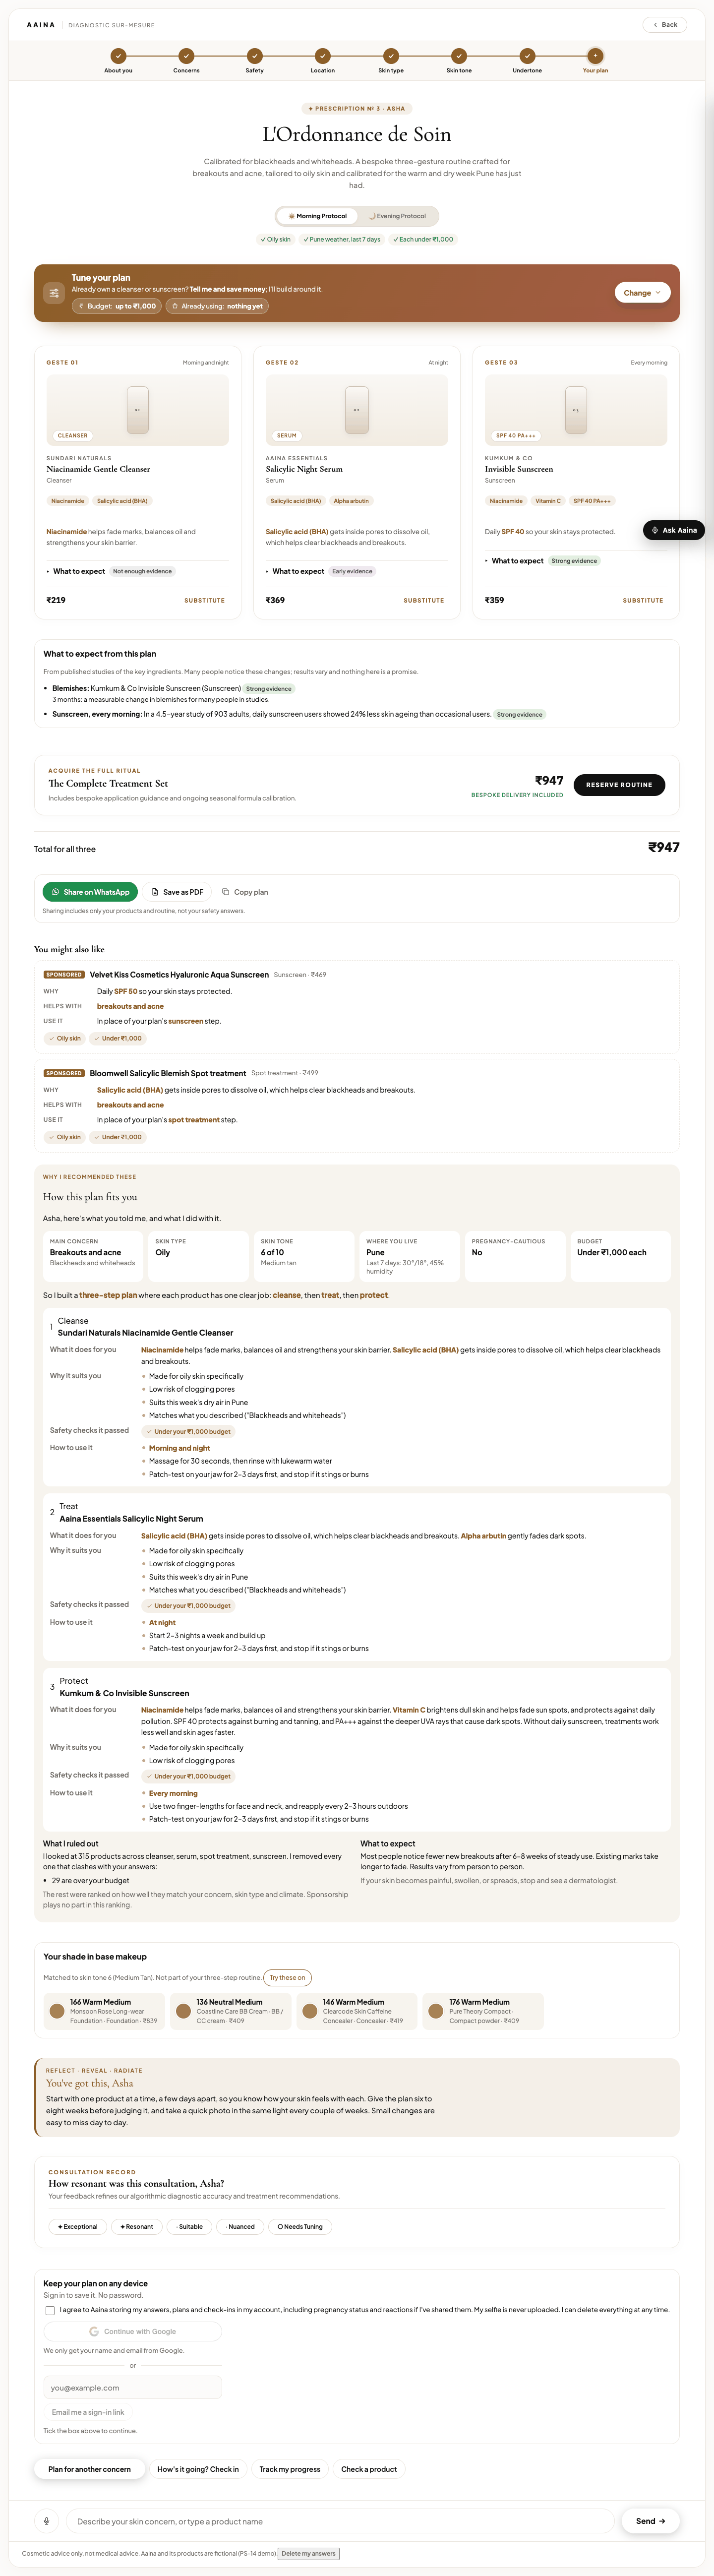 AAINA DIAGNOSTIC SUR-MESURE
Back
About you Concerns Safety Location Skin type Skin tone Undertone Your plan
✦ PRESCRIPTION Nº 3 · ASHA
L'Ordonnance de Soin
Calibrated for blackheads and whiteheads. A bespoke three-gesture routine crafted for
breakouts and acne, tailored to oily skin and calibrated for the warm and dry week Pune has just
had.
Morning Protocol Evening Protocol
✓ Oily skin ✓ Pune weather, last 7 days ✓ Each under ₹1,000
Tune your plan
Already own a cleanser or sunscreen? Tell me and save money; I'll build around it.
₹ Budget: up to ₹1,000 Already using: nothing yet
Change
GESTE 01 Morning and night
CLEANSER
SUNDARI NATURALS
Niacinamide Gentle Cleanser
Cleanser
Niacinamide Salicylic acid (BHA)
Niacinamide helps fade marks, balances oil and
strengthens your skin barrier.
What to expect Not enough evidence
₹219 SUBSTITUTE
GESTE 02 At night
SERUM
AAINA ESSENTIALS
Salicylic Night Serum
Serum
Salicylic acid (BHA) Alpha arbutin
Salicylic acid (BHA) gets inside pores to dissolve oil,
which helps clear blackheads and breakouts.
What to expect Early evidence
₹369 SUBSTITUTE
GESTE 03 Every morning
SPF 40 PA+++
KUMKUM & CO
Invisible Sunscreen
Sunscreen
Niacinamide Vitamin C SPF 40 PA+++
Daily SPF 40 so your skin stays protected.
What to expect Strong evidence
₹359 SUBSTITUTE
Ask Aaina
What to expect from this plan
From published studies of the key ingredients. Many people notice these changes; results vary and nothing here is a promise.
• Blemishes: Kumkum & Co Invisible Sunscreen (Sunscreen) Strong evidence
3 months: a measurable change in blemishes for many people in studies.
• Sunscreen, every morning: In a 4.5-year study of 903 adults, daily sunscreen users showed 24% less skin ageing than occasional users. Strong evidence
ACQUIRE THE FULL RITUAL
The Complete Treatment Set
Includes bespoke application guidance and ongoing seasonal formula calibration.
₹947
BESPOKE DELIVERY INCLUDED
RESERVE ROUTINE
Total for all three ₹947
Share on WhatsApp Save as PDF Copy plan
Sharing includes only your products and routine, not your safety answers.
You might also like
SPONSORED Velvet Kiss Cosmetics Hyaluronic Aqua Sunscreen Sunscreen · ₹469
WHY Daily SPF 50 so your skin stays protected.
HELPS WITH breakouts and acne
USE IT In place of your plan's sunscreen step.
✓ Oily skin ✓ Under ₹1,000
SPONSORED Bloomwell Salicylic Blemish Spot treatment Spot treatment · ₹499
WHY Salicylic acid (BHA) gets inside pores to dissolve oil, which helps clear blackheads and breakouts.
HELPS WITH breakouts and acne
USE IT In place of your plan's spot treatment step.
✓ Oily skin ✓ Under ₹1,000
WHY I RECOMMENDED THESE
How this plan fits you
Asha, here's what you told me, and what I did with it.
MAIN CONCERN
Breakouts and acne
Blackheads and whiteheads
SKIN TYPE
Oily
SKIN TONE
6 of 10
Medium tan
WHERE YOU LIVE
Pune
Last 7 days: 30°/18°, 45%
humidity
PREGNANCY-CAUTIOUS
No
BUDGET
Under ₹1,000 each
So I built a three-step plan where each product has one clear job: cleanse, then treat, then protect.
1 Cleanse
Sundari Naturals Niacinamide Gentle Cleanser
What it does for you Niacinamide helps fade marks, balances oil and strengthens your skin barrier. Salicylic acid (BHA) gets inside pores to dissolve oil, which helps clear blackheads
and breakouts.
Why it suits you Made for oily skin specifically
Low risk of clogging pores
Suits this week's dry air in Pune
Matches what you described ("Blackheads and whiteheads")
Safety checks it passed ✓ Under your ₹1,000 budget
How to use it Morning and night
Massage for 30 seconds, then rinse with lukewarm water
Patch-test on your jaw for 2–3 days first, and stop if it stings or burns
2 Treat
Aaina Essentials Salicylic Night Serum
What it does for you Salicylic acid (BHA) gets inside pores to dissolve oil, which helps clear blackheads and breakouts. Alpha arbutin gently fades dark spots.
Why it suits you Made for oily skin specifically
Low risk of clogging pores
Suits this week's dry air in Pune
Matches what you described ("Blackheads and whiteheads")
Safety checks it passed ✓ Under your ₹1,000 budget
How to use it At night
Start 2–3 nights a week and build up
Patch-test on your jaw for 2–3 days first, and stop if it stings or burns
3 Protect
Kumkum & Co Invisible Sunscreen
What it does for you Niacinamide helps fade marks, balances oil and strengthens your skin barrier. Vitamin C brightens dull skin and helps fade sun spots, and protects against daily
pollution. SPF 40 protects against burning and tanning, and PA+++ against the deeper UVA rays that cause dark spots. Without daily sunscreen, treatments work
less well and skin ages faster.
Why it suits you Made for oily skin specifically
Low risk of clogging pores
Safety checks it passed ✓ Under your ₹1,000 budget
How to use it Every morning
Use two finger-lengths for face and neck, and reapply every 2–3 hours outdoors
Patch-test on your jaw for 2–3 days first, and stop if it stings or burns
What I ruled out
I looked at 315 products across cleanser, serum, spot treatment, sunscreen. I removed every
one that clashes with your answers:
• 29 are over your budget
The rest were ranked on how well they match your concern, skin type and climate. Sponsorship
plays no part in this ranking.
What to expect
Most people notice fewer new breakouts after 6–8 weeks of steady use. Existing marks take
longer to fade. Results vary from person to person.
If your skin becomes painful, swollen, or spreads, stop and see a dermatologist.
Your shade in base makeup
Matched to skin tone 6 (Medium Tan). Not part of your three-step routine. Try these on
166 Warm Medium
Monsoon Rose Long-wear
Foundation · Foundation · ₹839
136 Neutral Medium
Coastline Care BB Cream · BB /
CC cream · ₹409
146 Warm Medium
Clearcode Skin Caffeine
Concealer · Concealer · ₹419
176 Warm Medium
Pure Theory Compact ·
Compact powder · ₹409
REFLECT · REVEAL · RADIATE
You've got this, Asha
Start with one product at a time, a few days apart, so you know how your skin feels with each. Give the plan six to
eight weeks before judging it, and take a quick photo in the same light every couple of weeks. Small changes are
easy to miss day to day.
CONSULTATION RECORD
How resonant was this consultation, Asha?
Your feedback refines our algorithmic diagnostic accuracy and treatment recommendations.
✦ Exceptional ✦ Resonant · Suitable · Nuanced ○ Needs Tuning
Keep your plan on any device
Sign in to save it. No password.
I agree to Aaina storing my answers, plans and check-ins in my account, including pregnancy status and reactions if I've shared them. My selfie is never uploaded. I can delete everything at any time.
Continue with Google
We only get your name and email from Google.
or
you@example.com
Email me a sign-in link
Tick the box above to continue.
Plan for another concern How's it going? Check in Track my progress Check a product
Describe your skin concern, or type a product name
Send →
Cosmetic advice only, not medical advice. Aaina and its products are fictional (PS-14 demo). Delete my answers